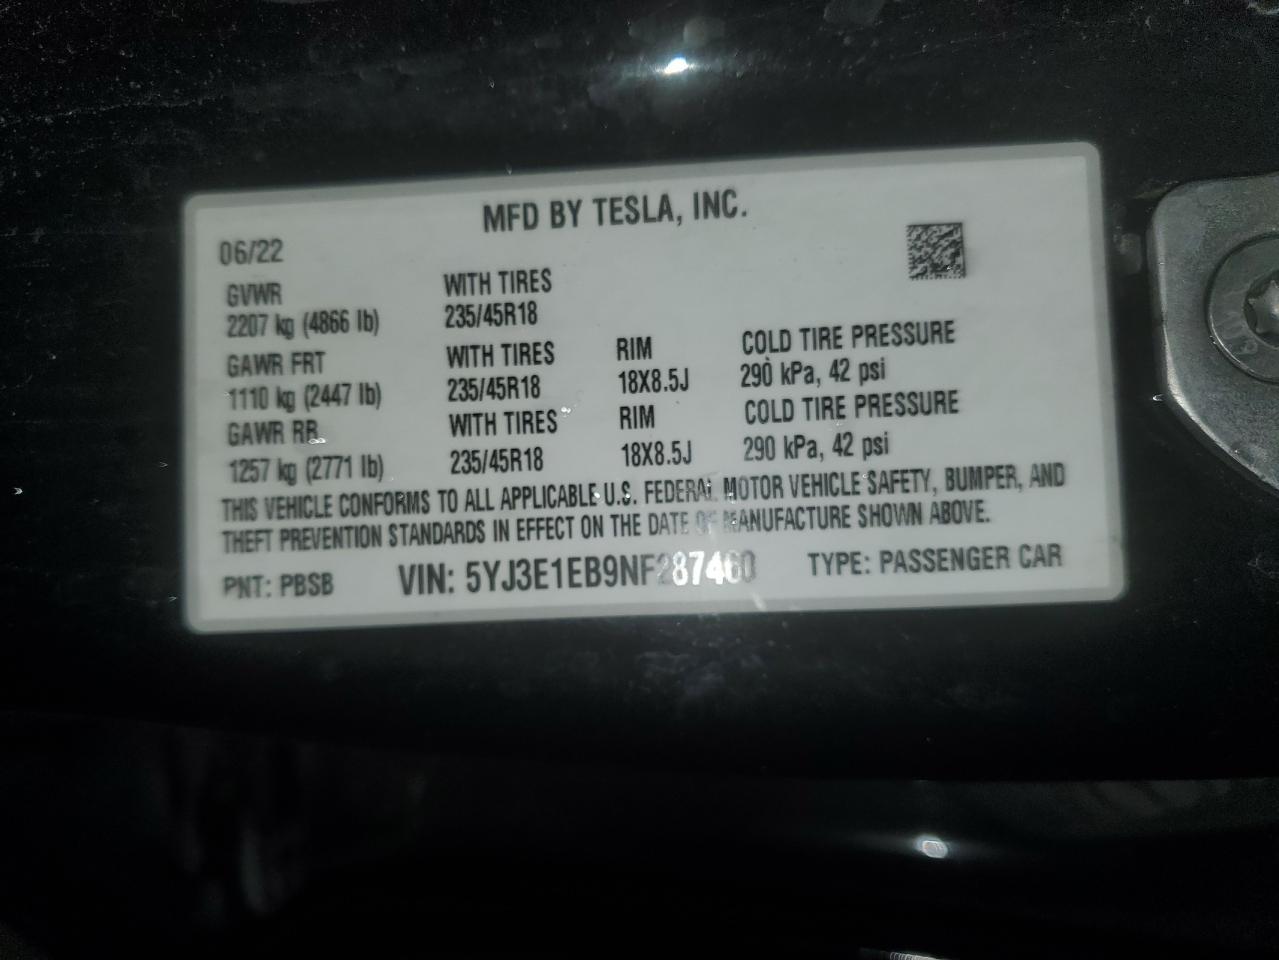 MFD BY TESLA, INC.
06/22
GVWR WITH TIRES
2207 kg (4866 lb) 235/45R18
GAWR FRT WITH TIRES RIM COLD TIRE PRESSURE
1110 kg (2447 lb) 235/45R18 18X8.5J 290 kPa, 42 psi
GAWR RR WITH TIRES RIM COLD TIRE PRESSURE
1257 kg (2771 lb) 235/45R18 18X8.5J 290 kPa, 42 psi
THIS VEHICLE CONFORMS TO ALL APPLICABLE U.S. FEDERAL MOTOR VEHICLE SAFETY, BUMPER, AND
THEFT PREVENTION STANDARDS IN EFFECT ON THE DATE OF MANUFACTURE SHOWN ABOVE.
PNT: PBSB VIN: 5YJ3E1EB9NF287460 TYPE: PASSENGER CAR